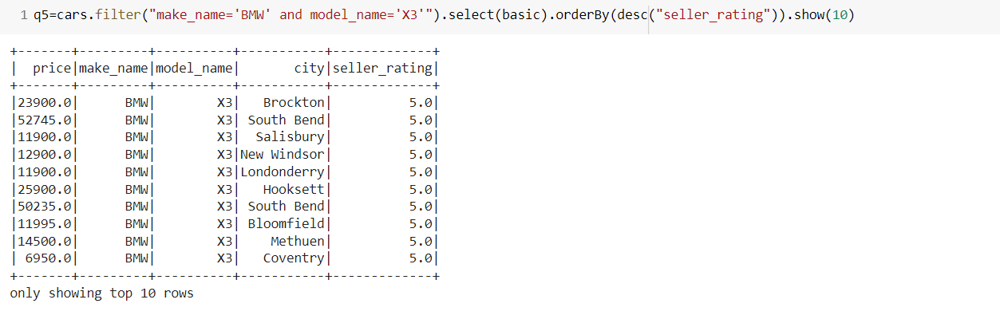 1 q5=cars.filter("make_name='BMW' and model_name='X3'").select(basic).orderBy(desc("seller_rating")).show(10)
+-------+---------+----------+-----------+-------------+
|  price|make_name|model_name|       city|seller_rating|
+-------+---------+----------+-----------+-------------+
|23900.0|      BMW|        X3|   Brockton|          5.0|
|52745.0|      BMW|        X3| South Bend|          5.0|
|11900.0|      BMW|        X3|  Salisbury|          5.0|
|12900.0|      BMW|        X3|New Windsor|          5.0|
|11900.0|      BMW|        X3|Londonderry|          5.0|
|25900.0|      BMW|        X3|   Hooksett|          5.0|
|50235.0|      BMW|        X3| South Bend|          5.0|
|11995.0|      BMW|        X3| Bloomfield|          5.0|
|14500.0|      BMW|        X3|    Methuen|          5.0|
| 6950.0|      BMW|        X3|   Coventry|          5.0|
+-------+---------+----------+-----------+-------------+
only showing top 10 rows